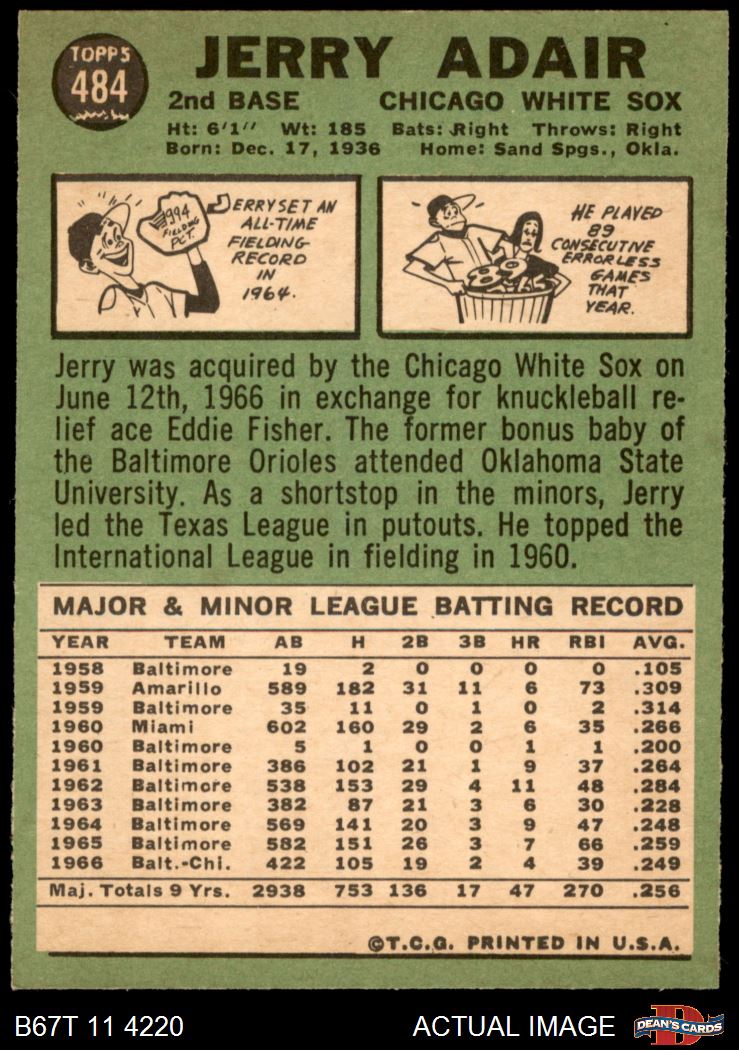 TOPPS
484
JERRY ADAIR
2nd BASE CHICAGO WHITE SOX
Ht: 6'1" Wt: 185 Bats: Right Throws: Right
Born: Dec. 17, 1936 Home: Sand Spgs., Okla.
.994
FIELDING
PCT.
JERRY SET AN
ALL-TIME
FIELDING
RECORD
IN
1964.
HE PLAYED
89
CONSECUTIVE
ERRORLESS
GAMES
THAT
YEAR.
Jerry was acquired by the Chicago White Sox on
June 12th, 1966 in exchange for knuckleball re-
lief ace Eddie Fisher. The former bonus baby of
the Baltimore Orioles attended Oklahoma State
University. As a shortstop in the minors, Jerry
led the Texas League in putouts. He topped the
International League in fielding in 1960.
MAJOR & MINOR LEAGUE BATTING RECORD
YEAR TEAM AB H 2B 3B HR RBI AVG.
1958 Baltimore 19 2 0 0 0 0 .105
1959 Amarillo 589 182 31 11 6 73 .309
1959 Baltimore 35 11 0 1 0 2 .314
1960 Miami 602 160 29 2 6 35 .266
1960 Baltimore 5 1 0 0 1 1 .200
1961 Baltimore 386 102 21 1 9 37 .264
1962 Baltimore 538 153 29 4 11 48 .284
1963 Baltimore 382 87 21 3 6 30 .228
1964 Baltimore 569 141 20 3 9 47 .248
1965 Baltimore 582 151 26 3 7 66 .259
1966 Balt.-Chi. 422 105 19 2 4 39 .249
Maj. Totals 9 Yrs. 2938 753 136 17 47 270 .256
©T.C.G. PRINTED IN U.S.A.
B67T 11 4220 ACTUAL IMAGE
D
DEAN'S CARDS